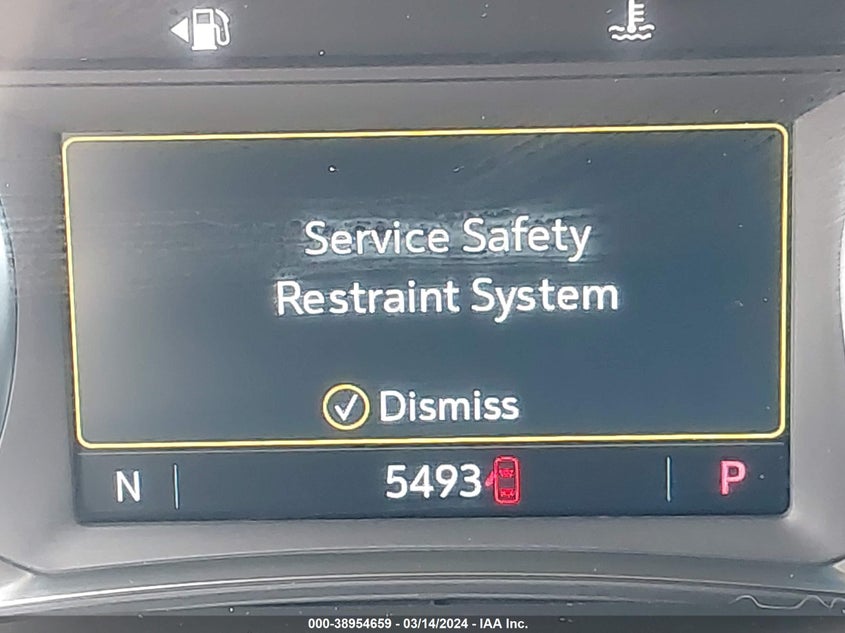 Service Safety
Restraint System
Dismiss
N 5493 P
000-38954659 - 03/14/2024 - IAA Inc.